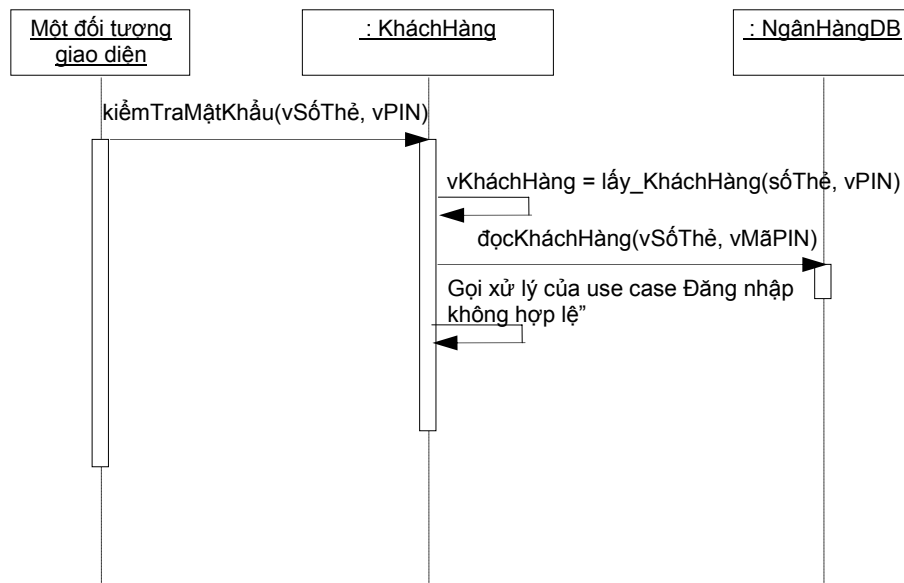 Một đối tượng
giao diện
: KháchHàng
: NgânHàngDB
kiểmTraMậtKhẩu(vSốThẻ, vPIN)
vKháchHàng = lấy_KháchHàng(sốThẻ, vPIN)
đọcKháchHàng(vSốThẻ, vMãPIN)
Gọi xử lý của use case Đăng nhập
không hợp lệ”